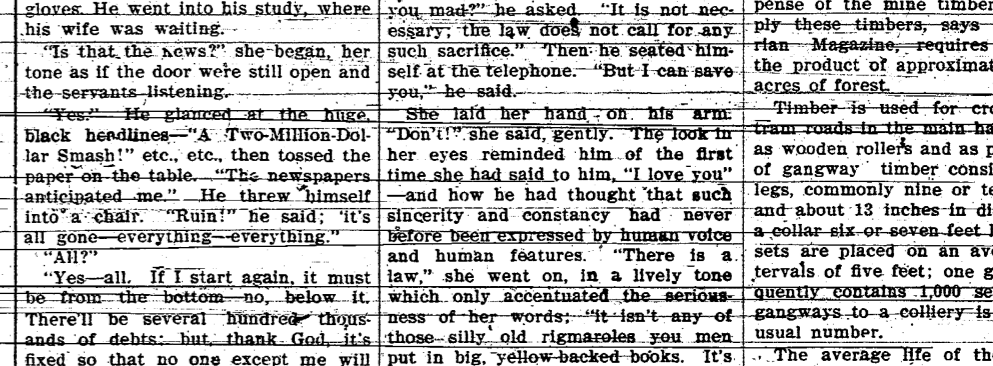 gloves. He went into his study, where
his wife was waiting.
"Is that the news?" she began, her
tone as if the door were still open and
the servants listening.
"Yes." He glanced at the huge,
black headlines—"A Two-Million-Dol-
lar Smash!" etc., etc., then tossed the
paper on the table. "The newspapers
anticipated me." He threw himself
into a chair. "Ruin!" he said; 'it's
all gone—everything—everything."
"All?"
"Yes—all. If I start again, it must
be from the bottom—no, below it.
There'll be several hundred thous-
ands of debts; but, thank God, it's
fixed so that no one except me will
you mad?" he asked. "It is not nec-
essary; the law does not call for any
such sacrifice." Then he seated him-
self at the telephone. "But I can save
you," he said.
She laid her hand on his arm.
"Don't!" she said, gently. The look in
her eyes reminded him of the first
time she had said to him, "I love you"
—and how he had thought that such
sincerity and constancy had never
before been expressed by human voice
and human features. "There is a
law," she went on, in a lively tone
which only accentuated the serious-
ness of her words; "it isn't any of
those silly old rigmaroles you men
put in big, yellow-backed books. It's
pense of the mine timber
ply these timbers, says
rian Magazine, requires
the product of approximat
acres of forest.
Timber is used for cro
tram roads in the main ha
as wooden rollers and as p
of gangway timber consi
legs, commonly nine or te
and about 13 inches in di
a collar six or seven feet l
sets are placed on an ave
tervals of five feet; one g
quently contains 1,000 se
gangways to a colliery is
usual number.
The average life of th